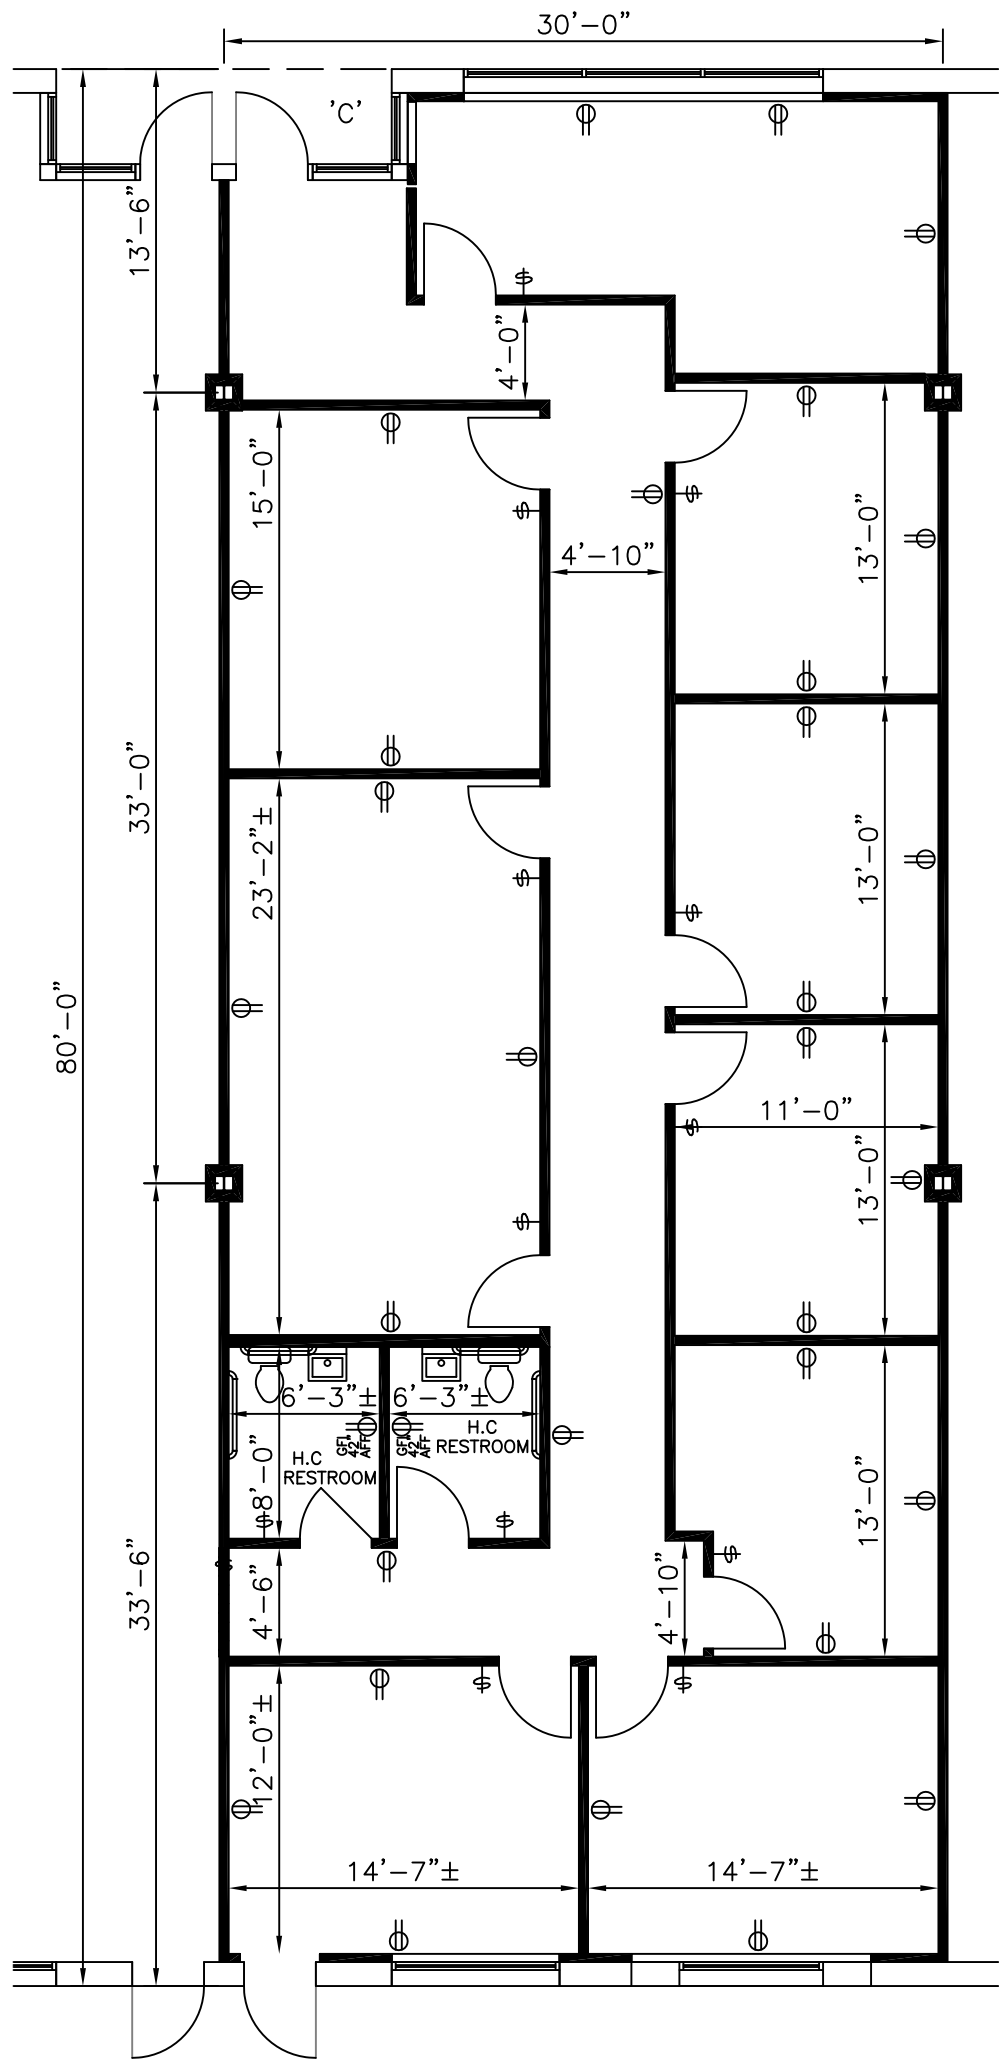 30'-0"
'C'
13'-6"
4'-0"
15'-0"
13'-0"
4'-10"
33'-0"
23'-2"±
13'-0"
80'-0"
11'-0"
13'-0"
6'-3"±
6'-3"±
H.C
RESTROOM
GFI
42"
AFF
GFI
42"
AFF
H.C
RESTROOM
8'-0"
13'-0"
33'-6"
4'-6"
4'-10"
12'-0"±
14'-7"±
14'-7"±